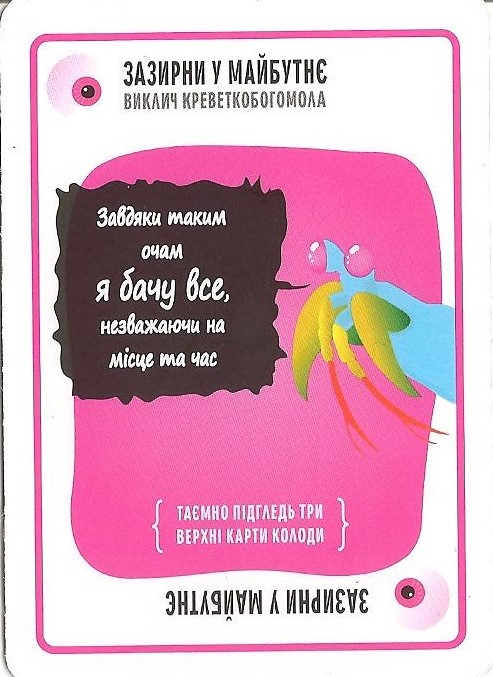 ЗАЗИРНИ У МАЙБУТНЄ
ВИКЛИЧ КРЕВЕТКОБОГОМОЛА
Завдяки таким
очам
я бачу все,
незважаючи на
місце та час
{ ТАЄМНО ПІДГЛЕДЬ ТРИ
ВЕРХНІ КАРТИ КОЛОДИ }
ЗАЗИРНИ У МАЙБУТНЄ